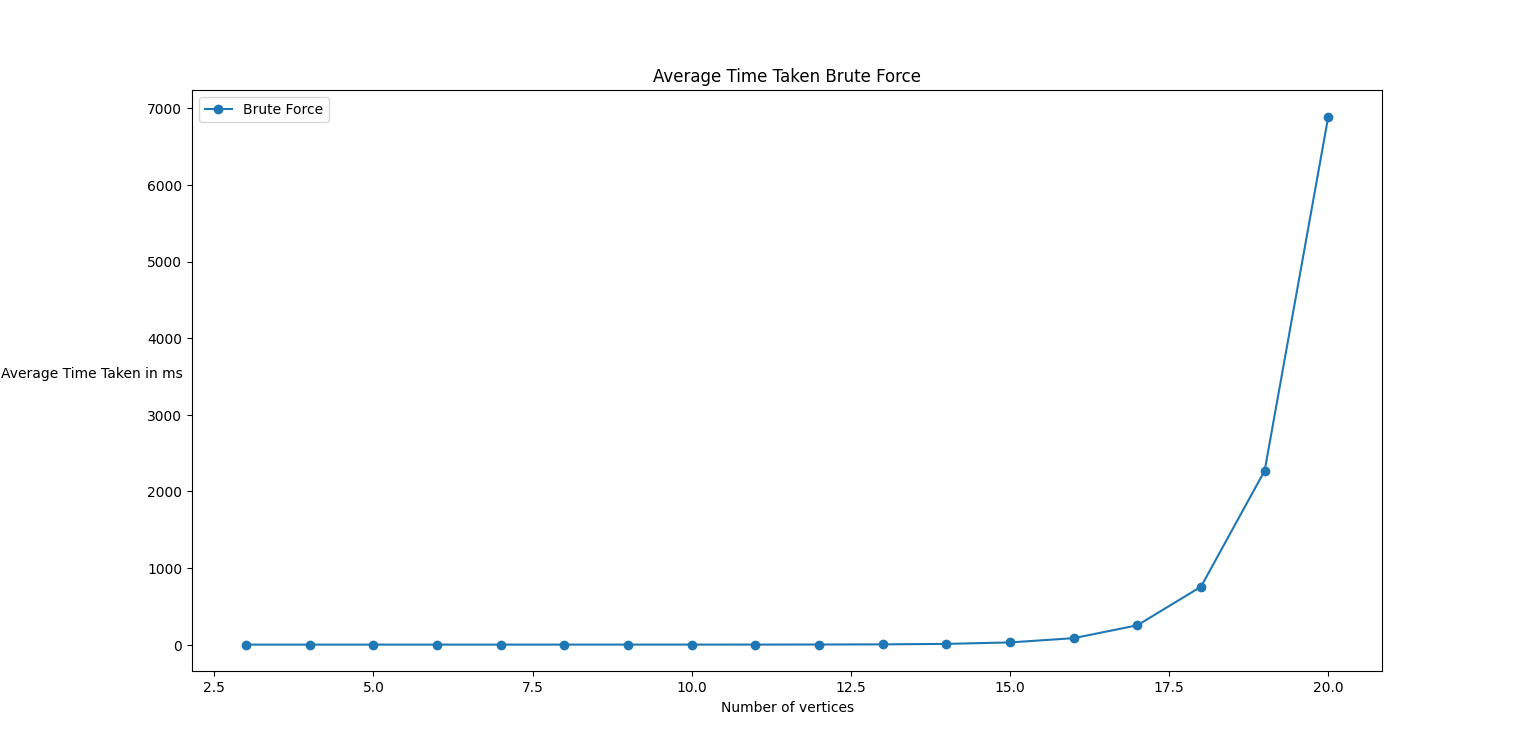 Average Time Taken Brute Force
Brute Force
7000
6000
5000
4000
Average Time Taken in ms
3000
2000
1000
0
2.5 5.0 7.5 10.0 12.5 15.0 17.5 20.0
Number of vertices